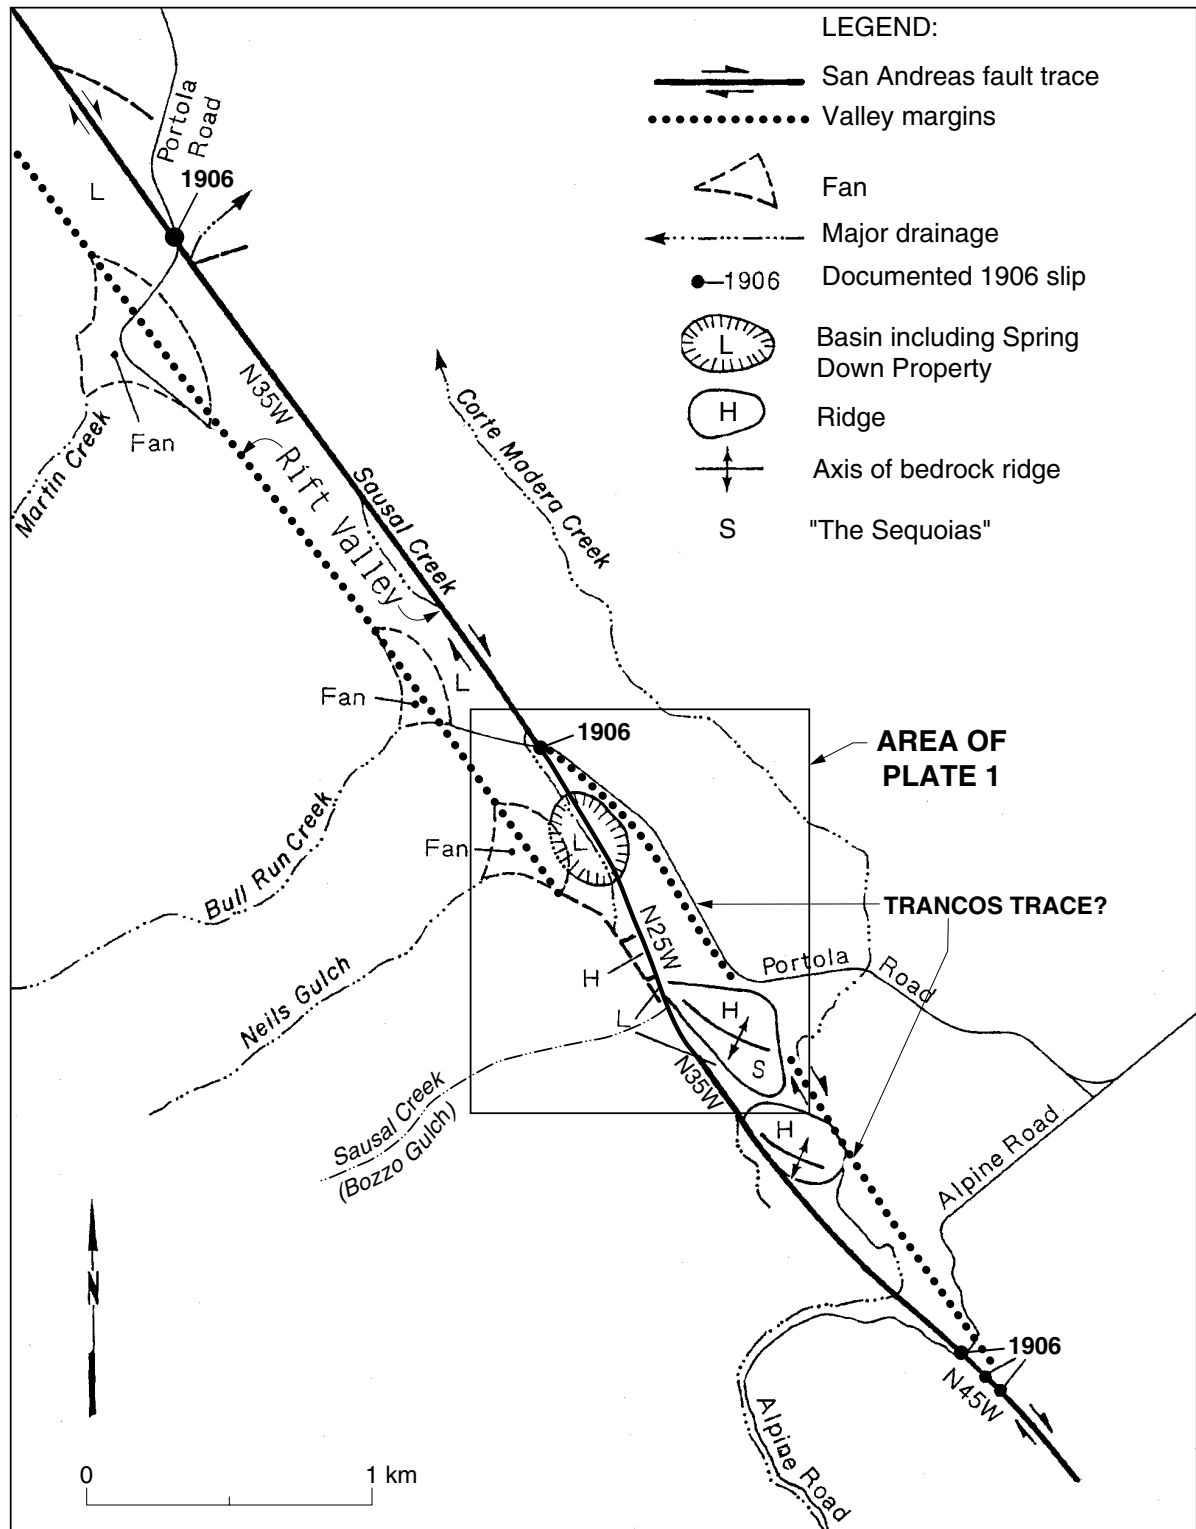 LEGEND:
San Andreas fault trace
Valley margins
Fan
Major drainage
1906
Documented 1906 slip
L
Basin including Spring
Down Property
H
Ridge
Axis of bedrock ridge
S
"The Sequoias"
Portola
Road
L
1906
Fan
Martin Creek
N35W
Rift Valley
Sausal Creek
Corte Madera Creek
L
Fan
1906
AREA OF
PLATE 1
Bull Run Creek
Fan
L
TRANCOS TRACE?
Neils Gulch
N25W
H
L
Portola Road
H
S
N35W
Sausal Creek
(Bozzo Gulch)
H
Alpine Road
N
1906
N45W
Alpine Road
0
1 km